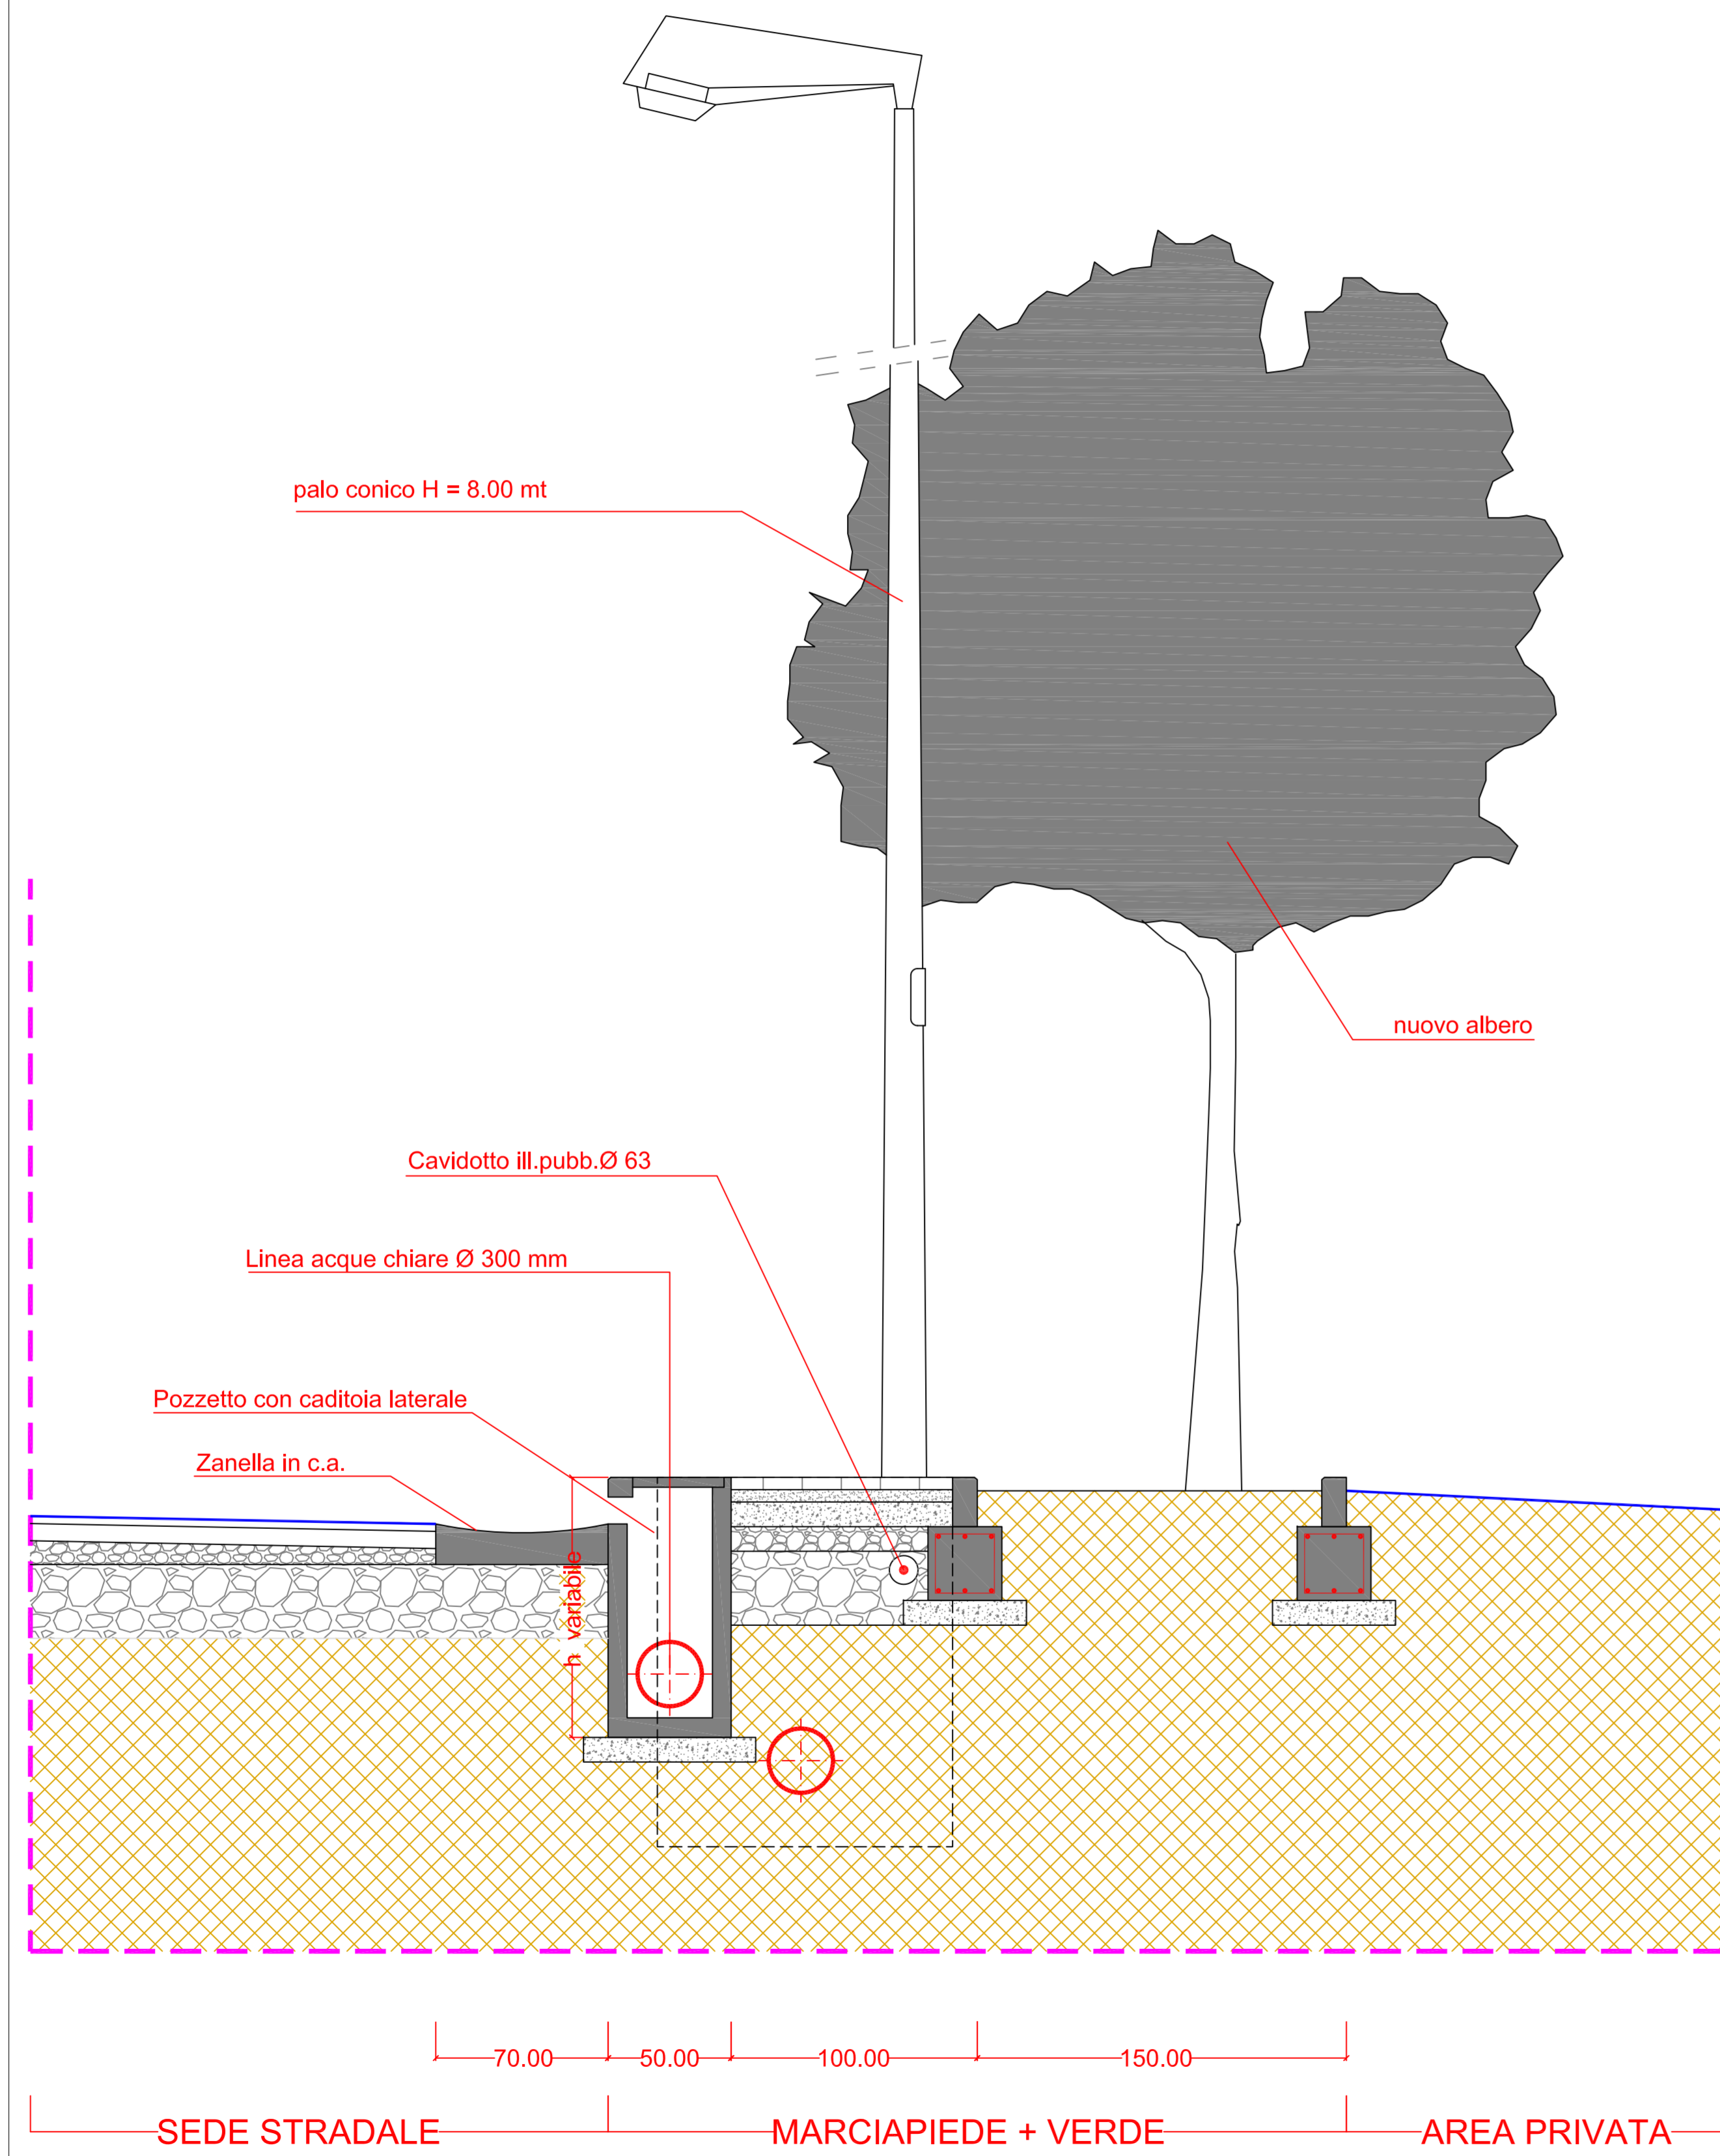 palo conico H = 8.00 mt
nuovo albero
Cavidotto ill.pubb.Ø 63
Linea acque chiare Ø 300 mm
Pozzetto con caditoia laterale
Zanella in c.a.
h variabile
70.00 50.00 100.00 150.00
SEDE STRADALE MARCIAPIEDE + VERDE AREA PRIVATA